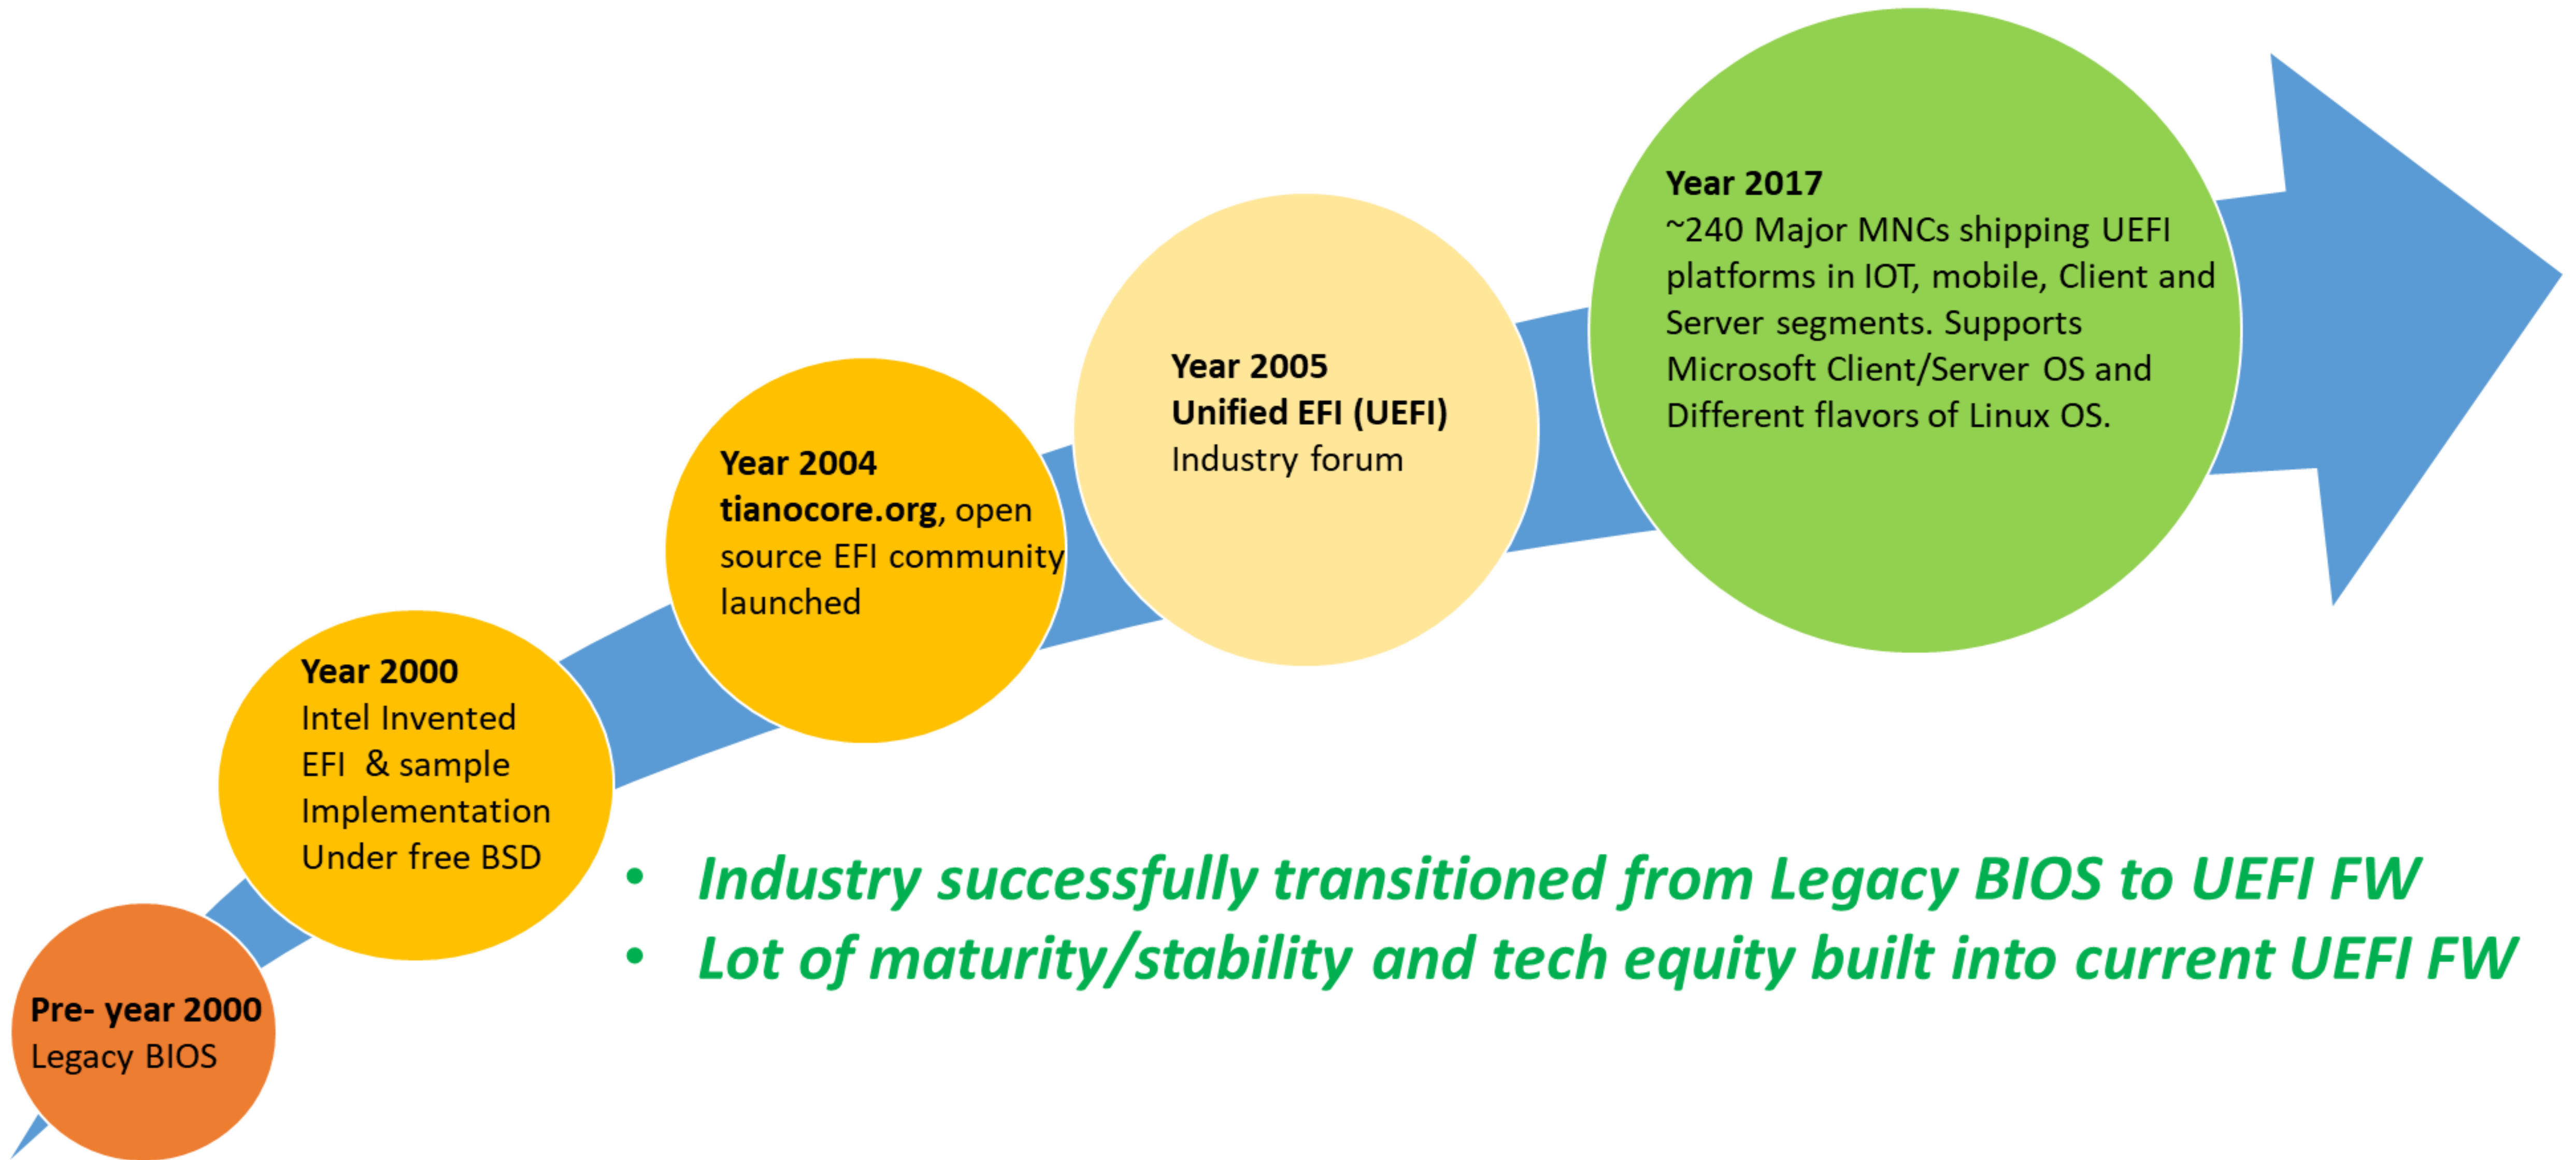 Pre- year 2000
Legacy BIOS
Year 2000
Intel Invented
EFI & sample
Implementation
Under free BSD
Year 2004
tianocore.org, open
source EFI community
launched
Year 2005
Unified EFI (UEFI)
Industry forum
Year 2017
~240 Major MNCs shipping UEFI
platforms in IOT, mobile, Client and
Server segments. Supports
Microsoft Client/Server OS and
Different flavors of Linux OS.
• Industry successfully transitioned from Legacy BIOS to UEFI FW
• Lot of maturity/stability and tech equity built into current UEFI FW